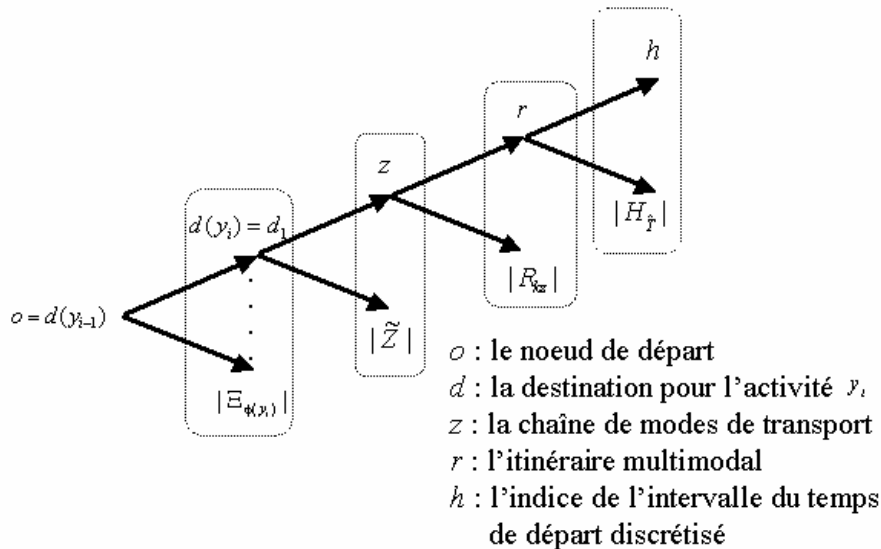 h
r
z
|H_T̂|
d(y_i) = d_1
|R_kz|
o = d(y_{i-1})
|Z̃|
|Ξ_ϕ(y_i)|
o : le noeud de départ
d : la destination pour l'activité y_i
z : la chaîne de modes de transport
r : l'itinéraire multimodal
h : l'indice de l'intervalle du temps
de départ discrétisé